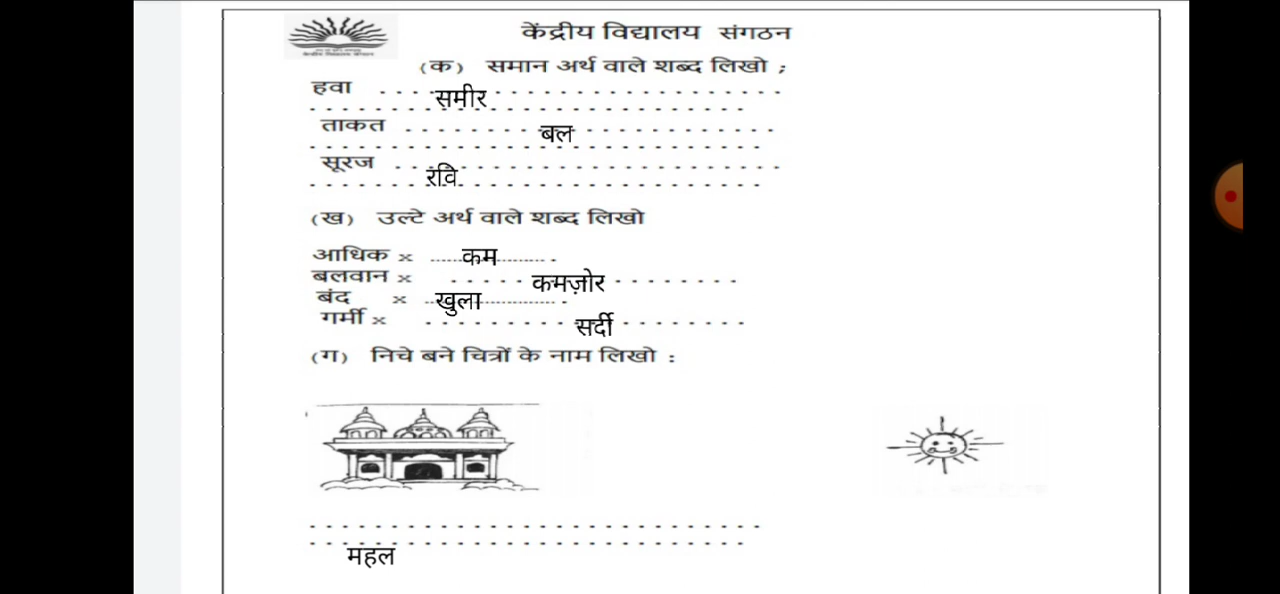 केंद्रीय विद्यालय संगठन
(क) समान अर्थ वाले शब्द लिखो ;
हवा समीर
ताकत बल
सूरज रवि
(ख) उल्टे अर्थ वाले शब्द लिखो
आधिक × कम
बलवान × कमज़ोर
बंद × खुला
गर्मी × सर्दी
(ग) निचे बने चित्रों के नाम लिखो :
महल